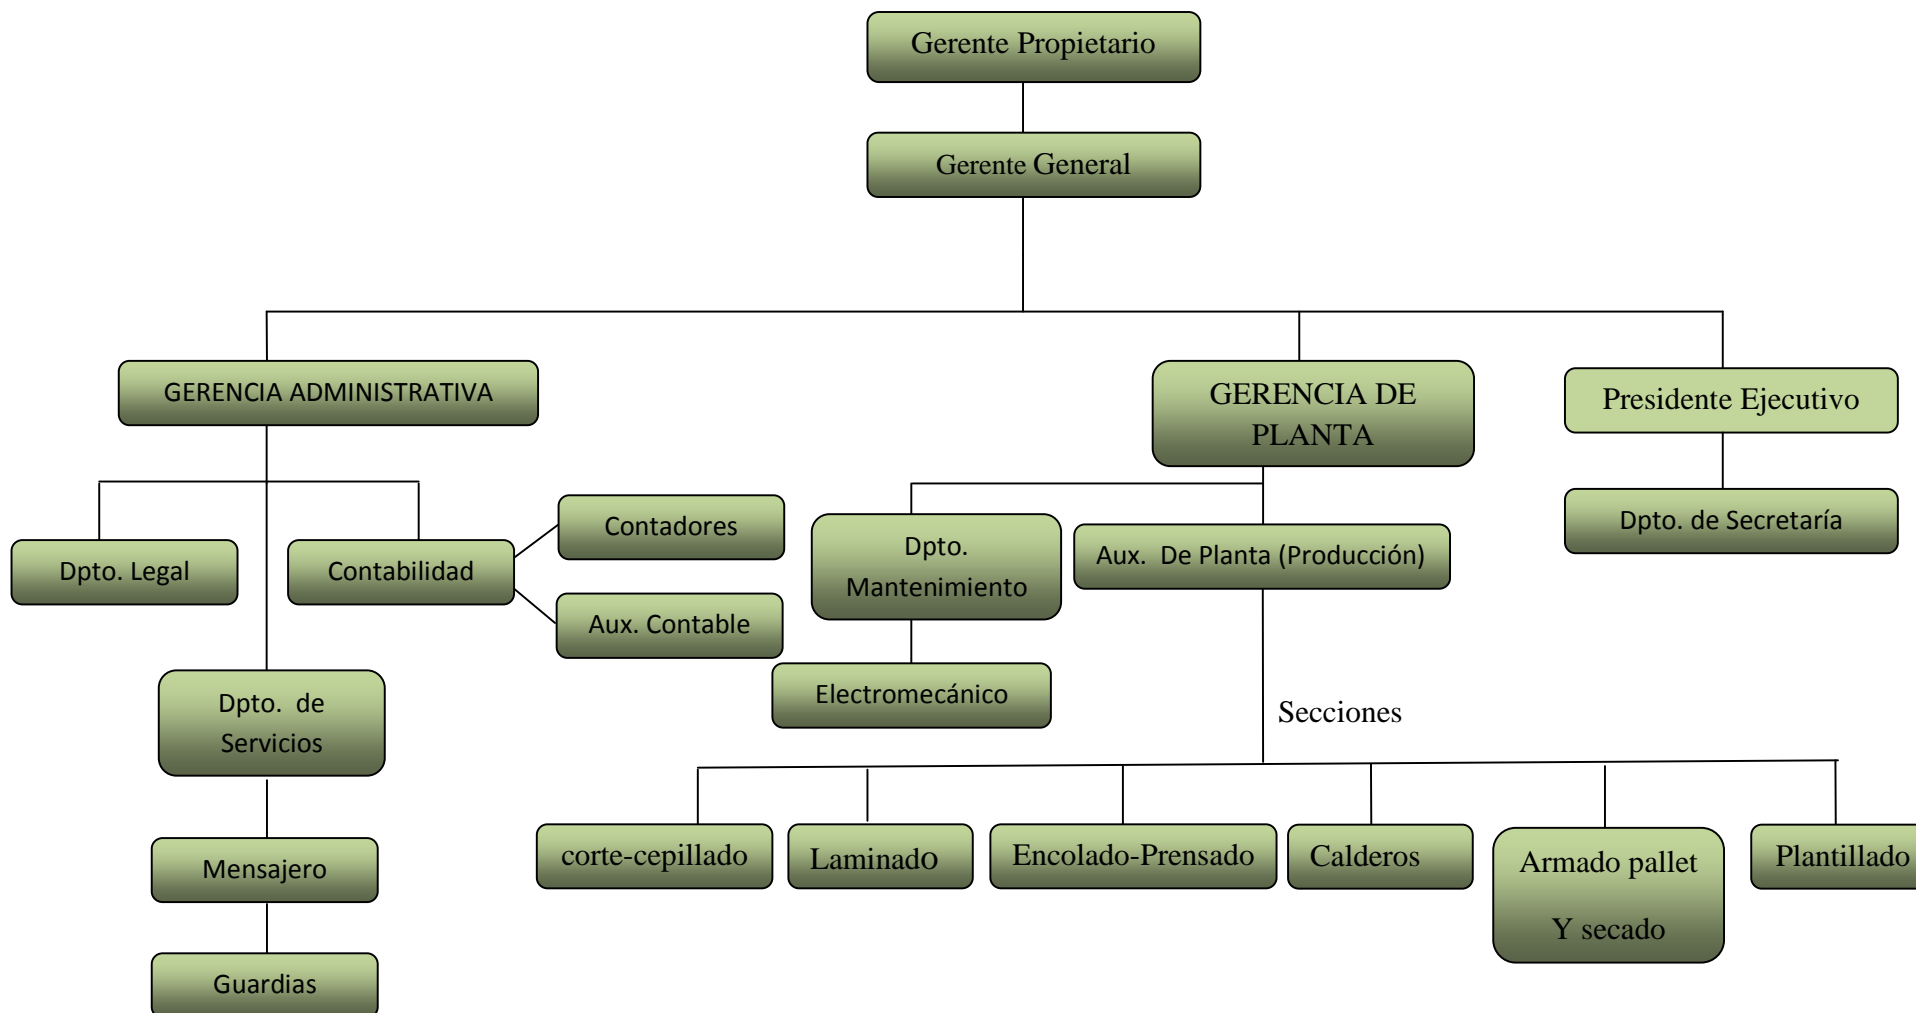 Gerente Propietario
Gerente General
GERENCIA ADMINISTRATIVA
GERENCIA DE
PLANTA
Presidente Ejecutivo
Dpto. Legal
Contabilidad
Contadores
Aux. Contable
Dpto.
Mantenimiento
Aux. De Planta (Producción)
Dpto. de Secretaría
Dpto. de
Servicios
Electromecánico
Secciones
corte-cepillado
Laminado
Encolado-Prensado
Calderos
Armado pallet
Y secado
Plantillado
Mensajero
Guardias